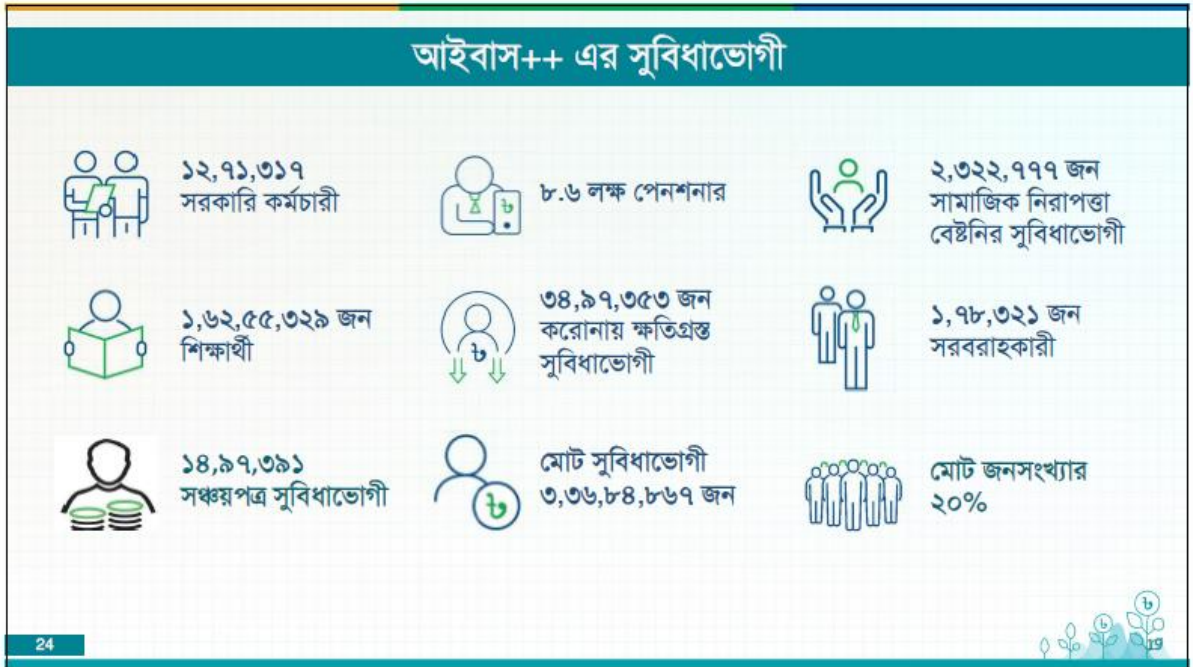 আইবাস++ এর সুবিধাভোগী
১২,৭১,৩১৭
সরকারি কর্মচারী
৮.৬ লক্ষ পেনশনার
২,৩২২,৭৭৭ জন
সামাজিক নিরাপত্তা
বেষ্টনির সুবিধাভোগী
১,৬২,৫৫,৩২৯ জন
শিক্ষার্থী
৩৪,৯৭,৩৫৩ জন
করোনায় ক্ষতিগ্রস্ত
সুবিধাভোগী
১,৭৮,৩২১ জন
সরবরাহকারী
১৪,৯৭,৩৯১
সঞ্চয়পত্র সুবিধাভোগী
মোট সুবিধাভোগী
৩,৩৬,৮৪,৮৬৭ জন
মোট জনসংখ্যার
২০%
24
19